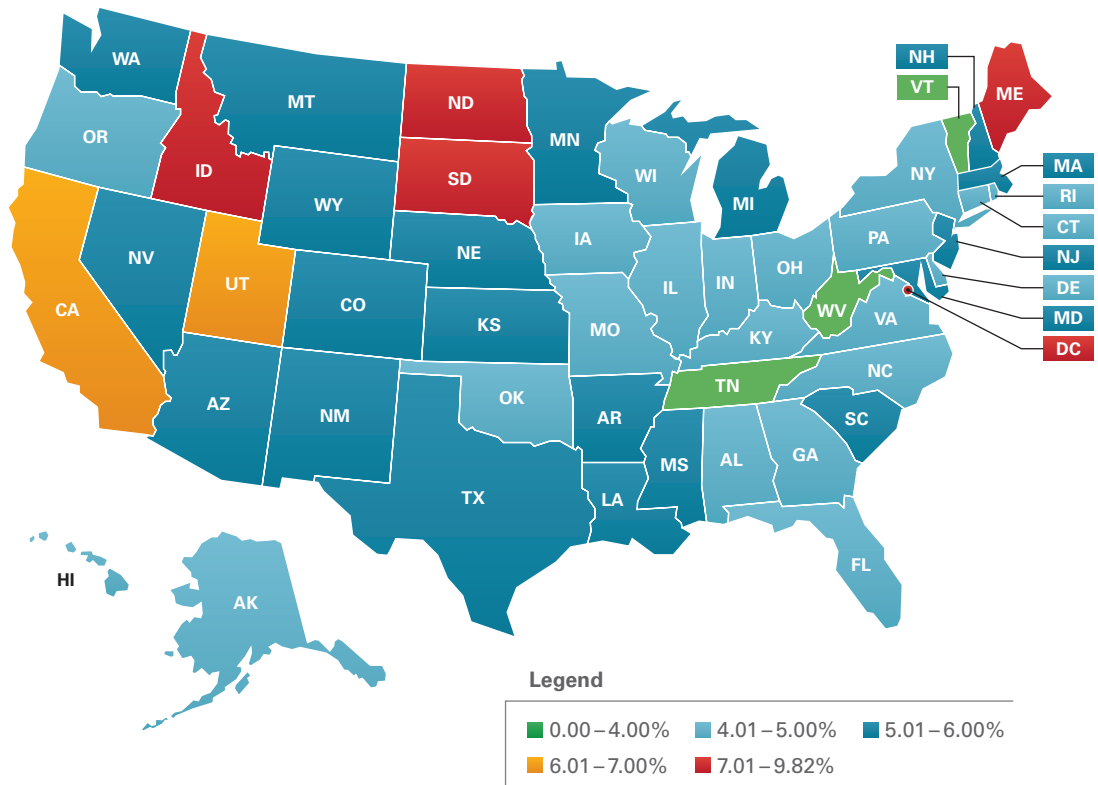 WA
NH
VT
ME
MT
ND
MN
OR
ID
SD
WI
NY
MA
MI
RI
WY
CT
PA
IA
NE
NJ
NV
OH
UT
IL
IN
DE
CO
CA
WV
MD
KS
VA
MO
KY
DC
NC
TN
OK
AZ
NM
AR
SC
MS
AL
GA
TX
LA
FL
HI
AK
Legend
0.00–4.00% 4.01–5.00% 5.01–6.00%
6.01–7.00% 7.01–9.82%